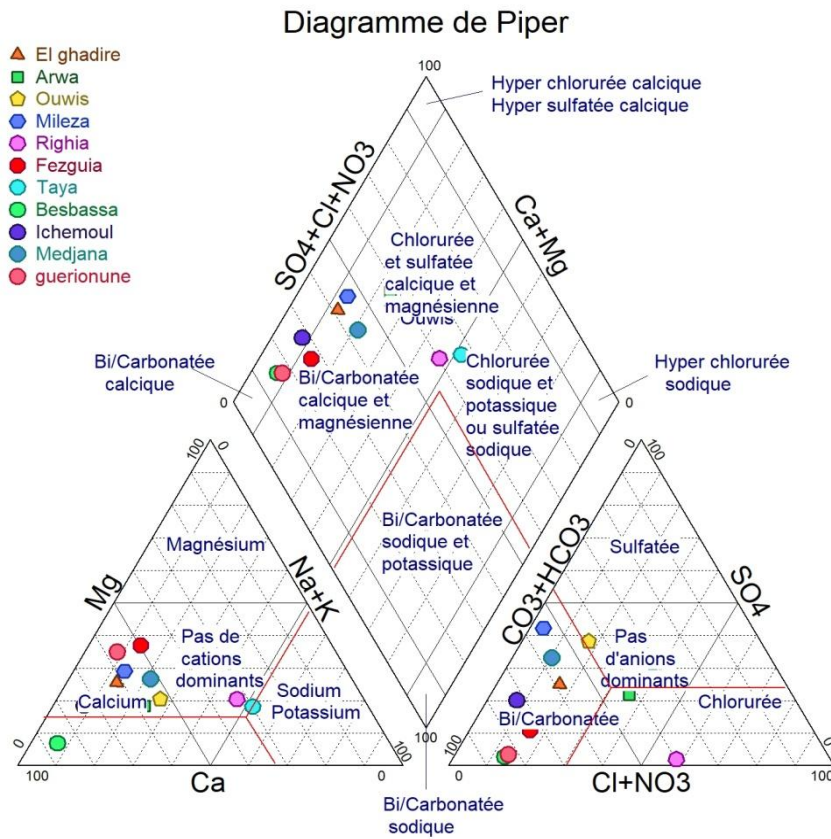 Diagramme de Piper
El ghadire
Arwa
Ouwis
Mileza
Righia
Fezguia
Taya
Besbassa
Ichemoul
Medjana
guerionune
100
Hyper chlorurée calcique
Hyper sulfatée calcique
SO4+Cl+NO3
Ca+Mg
Chlorurée
et sulfatée
calcique et
magnésienne
Ouwis
Bi/Carbonatée
calcique
Bi/Carbonatée
calcique et
magnésienne
Chlorurée
sodique et
potassique
ou sulfatée
sodique
Hyper chlorurée
sodique
0
0
Bi/Carbonatée
sodique et
potassique
100
Bi/Carbonatée
sodique
100
0
Magnésium
Mg
Na+K
Pas de
cations
dominants
Calcium
Sodium
Potassium
0
100
100
0
Ca
0
100
Sulfatée
CO3+HCO3
SO4
Pas
d'anions
dominants
Chlorurée
Bi/Carbonatée
100
0
0
100
Cl+NO3